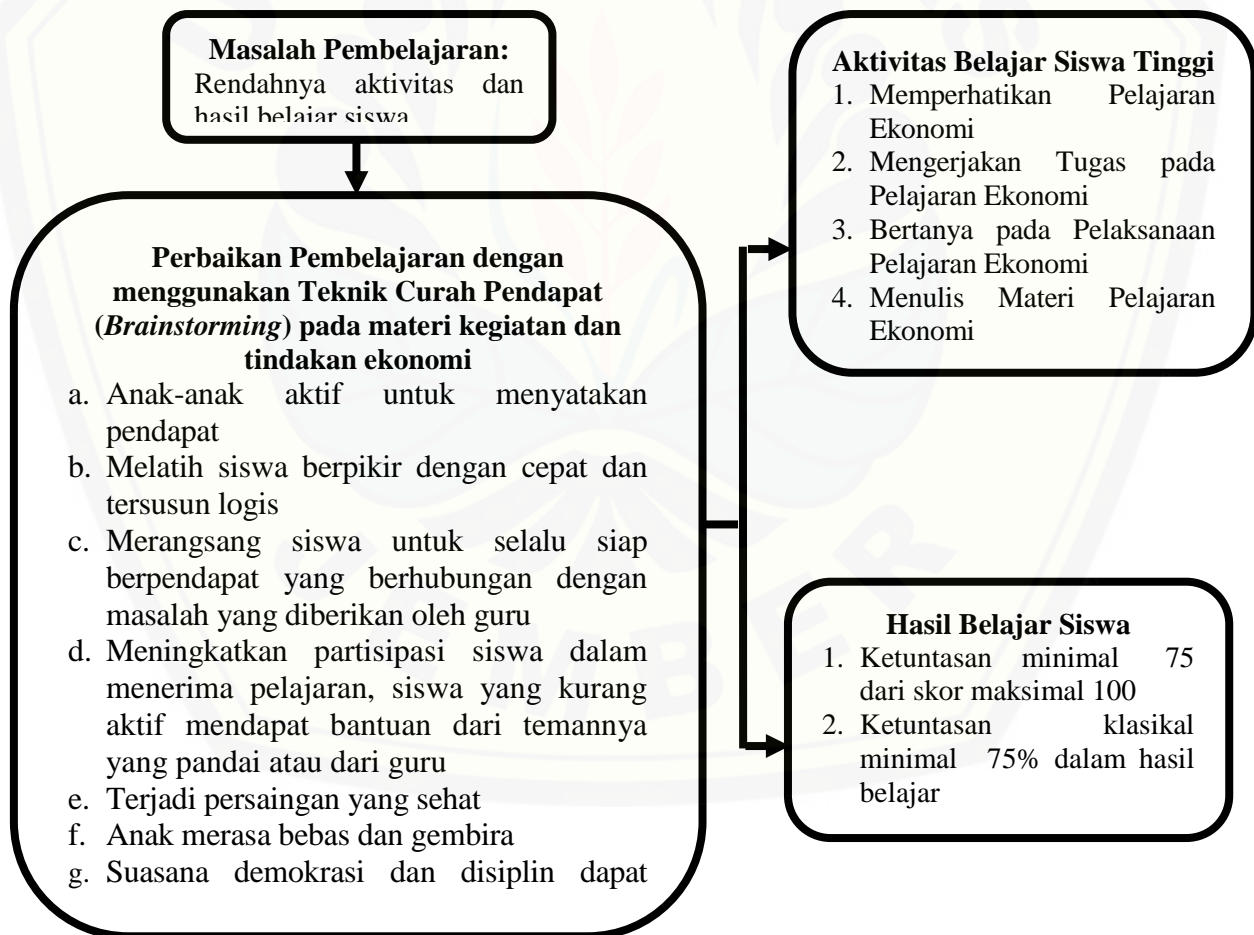 Masalah Pembelajaran:
Rendahnya aktivitas dan
hasil belajar siswa
Perbaikan Pembelajaran dengan
menggunakan Teknik Curah Pendapat
(Brainstorming) pada materi kegiatan dan
tindakan ekonomi
a. Anak-anak aktif untuk menyatakan
pendapat
b. Melatih siswa berpikir dengan cepat dan
tersusun logis
c. Merangsang siswa untuk selalu siap
berpendapat yang berhubungan dengan
masalah yang diberikan oleh guru
d. Meningkatkan partisipasi siswa dalam
menerima pelajaran, siswa yang kurang
aktif mendapat bantuan dari temannya
yang pandai atau dari guru
e. Terjadi persaingan yang sehat
f. Anak merasa bebas dan gembira
g. Suasana demokrasi dan disiplin dapat
Aktivitas Belajar Siswa Tinggi
1. Memperhatikan Pelajaran
Ekonomi
2. Mengerjakan Tugas pada
Pelajaran Ekonomi
3. Bertanya pada Pelaksanaan
Pelajaran Ekonomi
4. Menulis Materi Pelajaran
Ekonomi
Hasil Belajar Siswa
1. Ketuntasan minimal 75
dari skor maksimal 100
2. Ketuntasan klasikal
minimal 75% dalam hasil
belajar